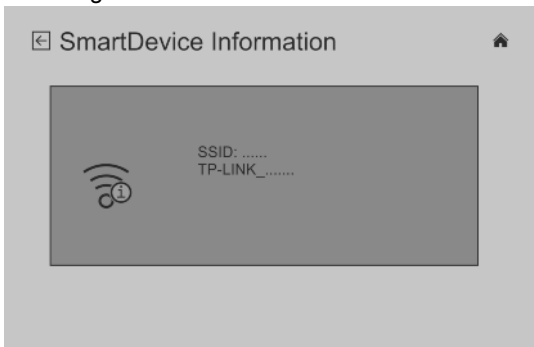 SmartDevice Information
SSID: ......
TP-LINK_.......